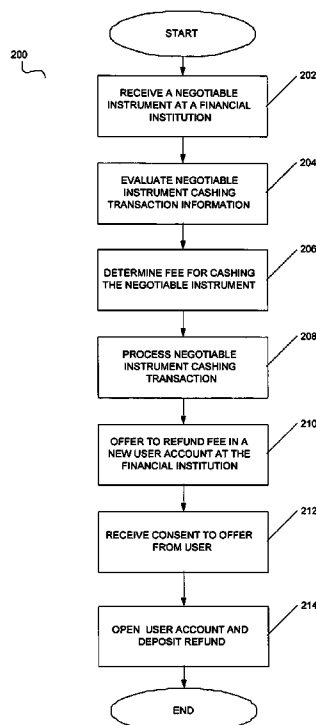 START
200
202
RECEIVE A NEGOTIABLE
INSTRUMENT AT A FINANCIAL
INSTITUTION
204
EVALUATE NEGOTIABLE
INSTRUMENT CASHING
TRANSACTION INFORMATION
206
DETERMINE FEE FOR CASHING
THE NEGOTIABLE INSTRUMENT
208
PROCESS NEGOTIABLE
INSTRUMENT CASHING
TRANSACTION
210
OFFER TO REFUND FEE IN A
NEW USER ACCOUNT AT THE
FINANCIAL INSTITUTION
212
RECEIVE CONSENT TO OFFER
FROM USER
214
OPEN USER ACCOUNT AND
DEPOSIT REFUND
END